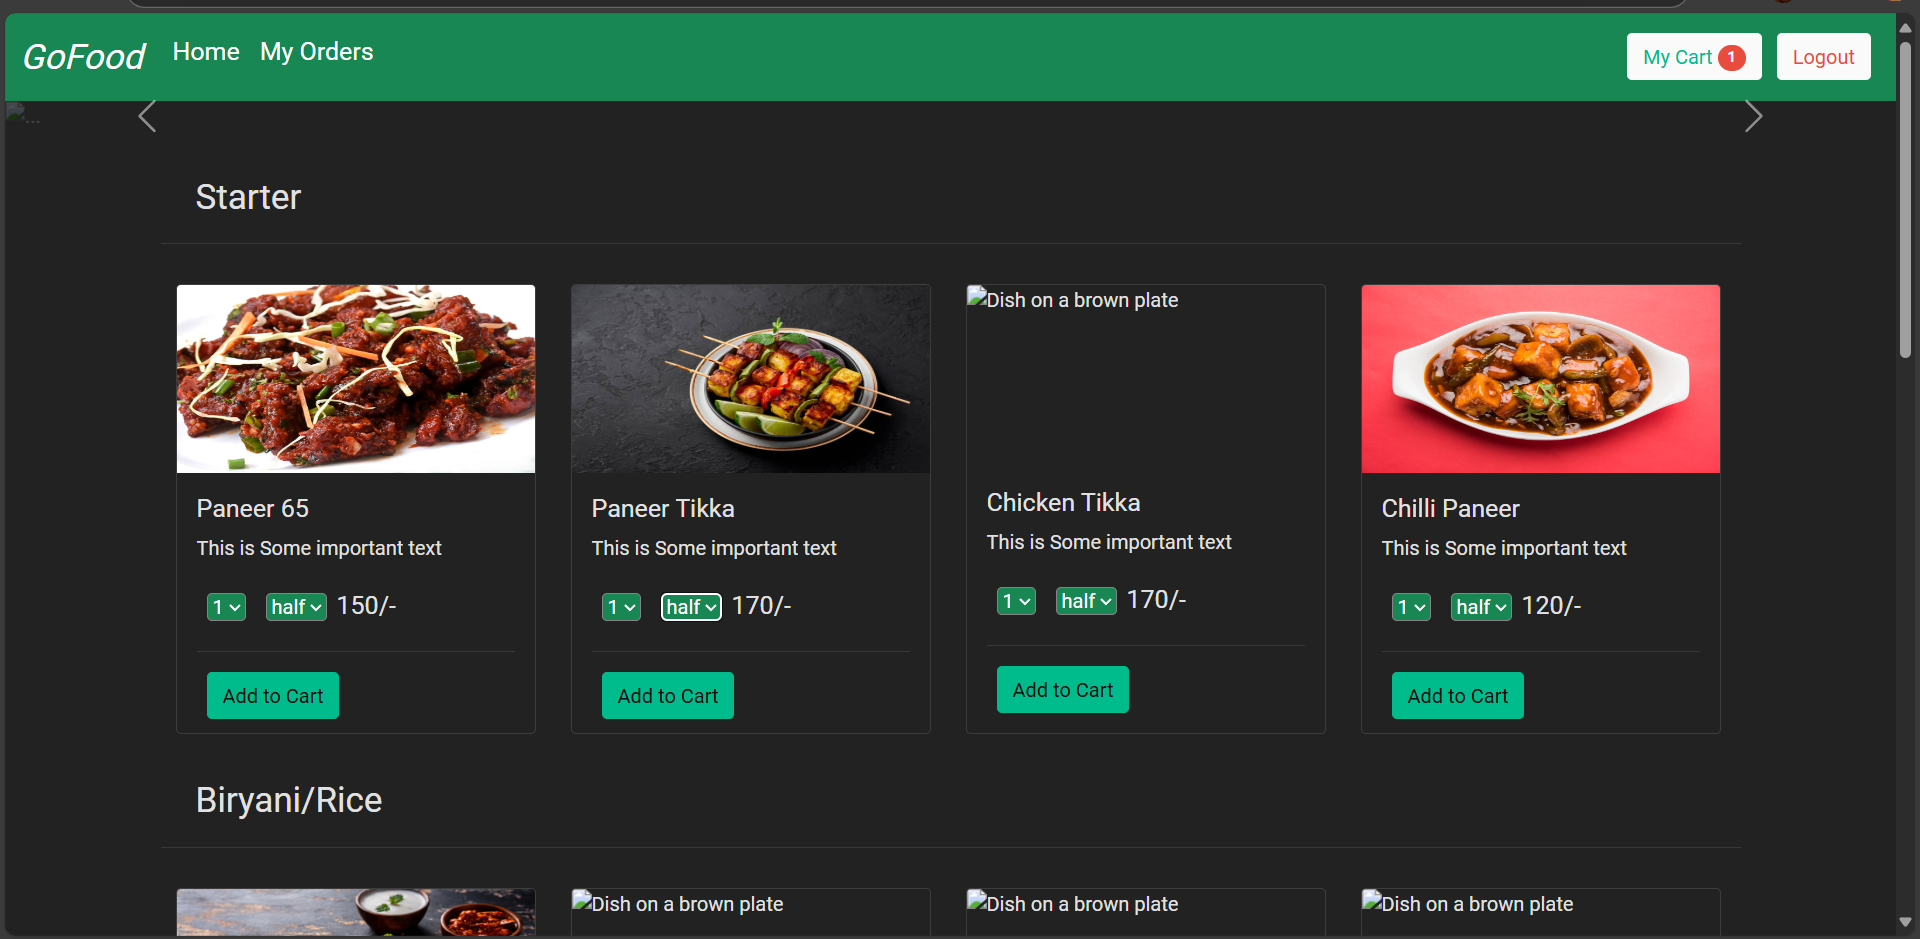 GoFood Home My Orders My Cart 1 Logout
...
Starter
Dish on a brown plate
Paneer 65
This is Some important text
1 half 150/-
Add to Cart
Paneer Tikka
This is Some important text
1 half 170/-
Add to Cart
Chicken Tikka
This is Some important text
1 half 170/-
Add to Cart
Chilli Paneer
This is Some important text
1 half 120/-
Add to Cart
Biryani/Rice
Dish on a brown plate
Dish on a brown plate
Dish on a brown plate